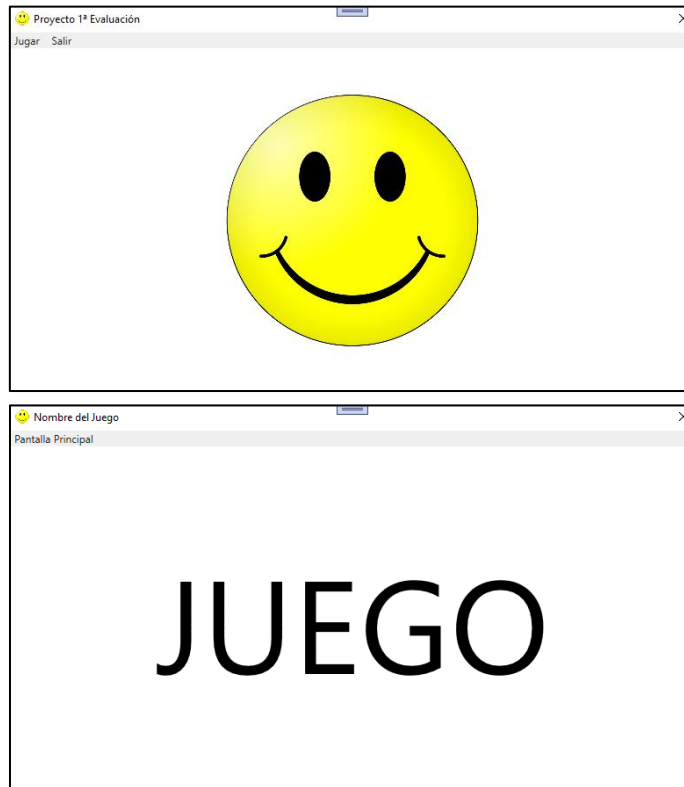 Proyecto 1ª Evaluación
Jugar Salir
Nombre del Juego
Pantalla Principal
JUEGO